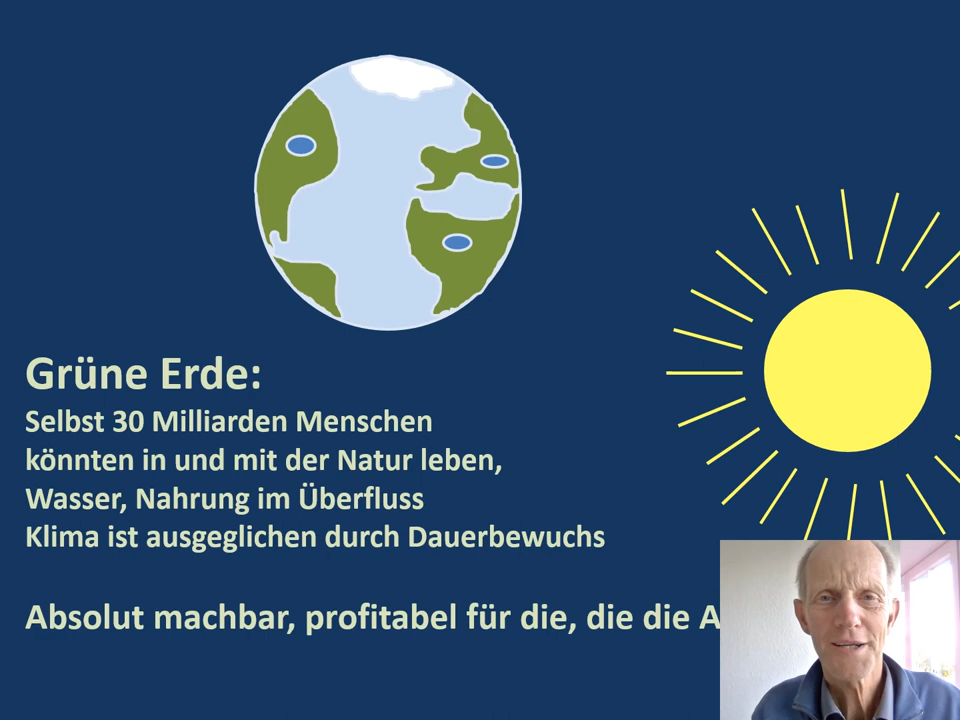 Grüne Erde:
Selbst 30 Milliarden Menschen
könnten in und mit der Natur leben,
Wasser, Nahrung im Überfluss
Klima ist ausgeglichen durch Dauerbewuchs
Absolut machbar, profitabel für die, die die A